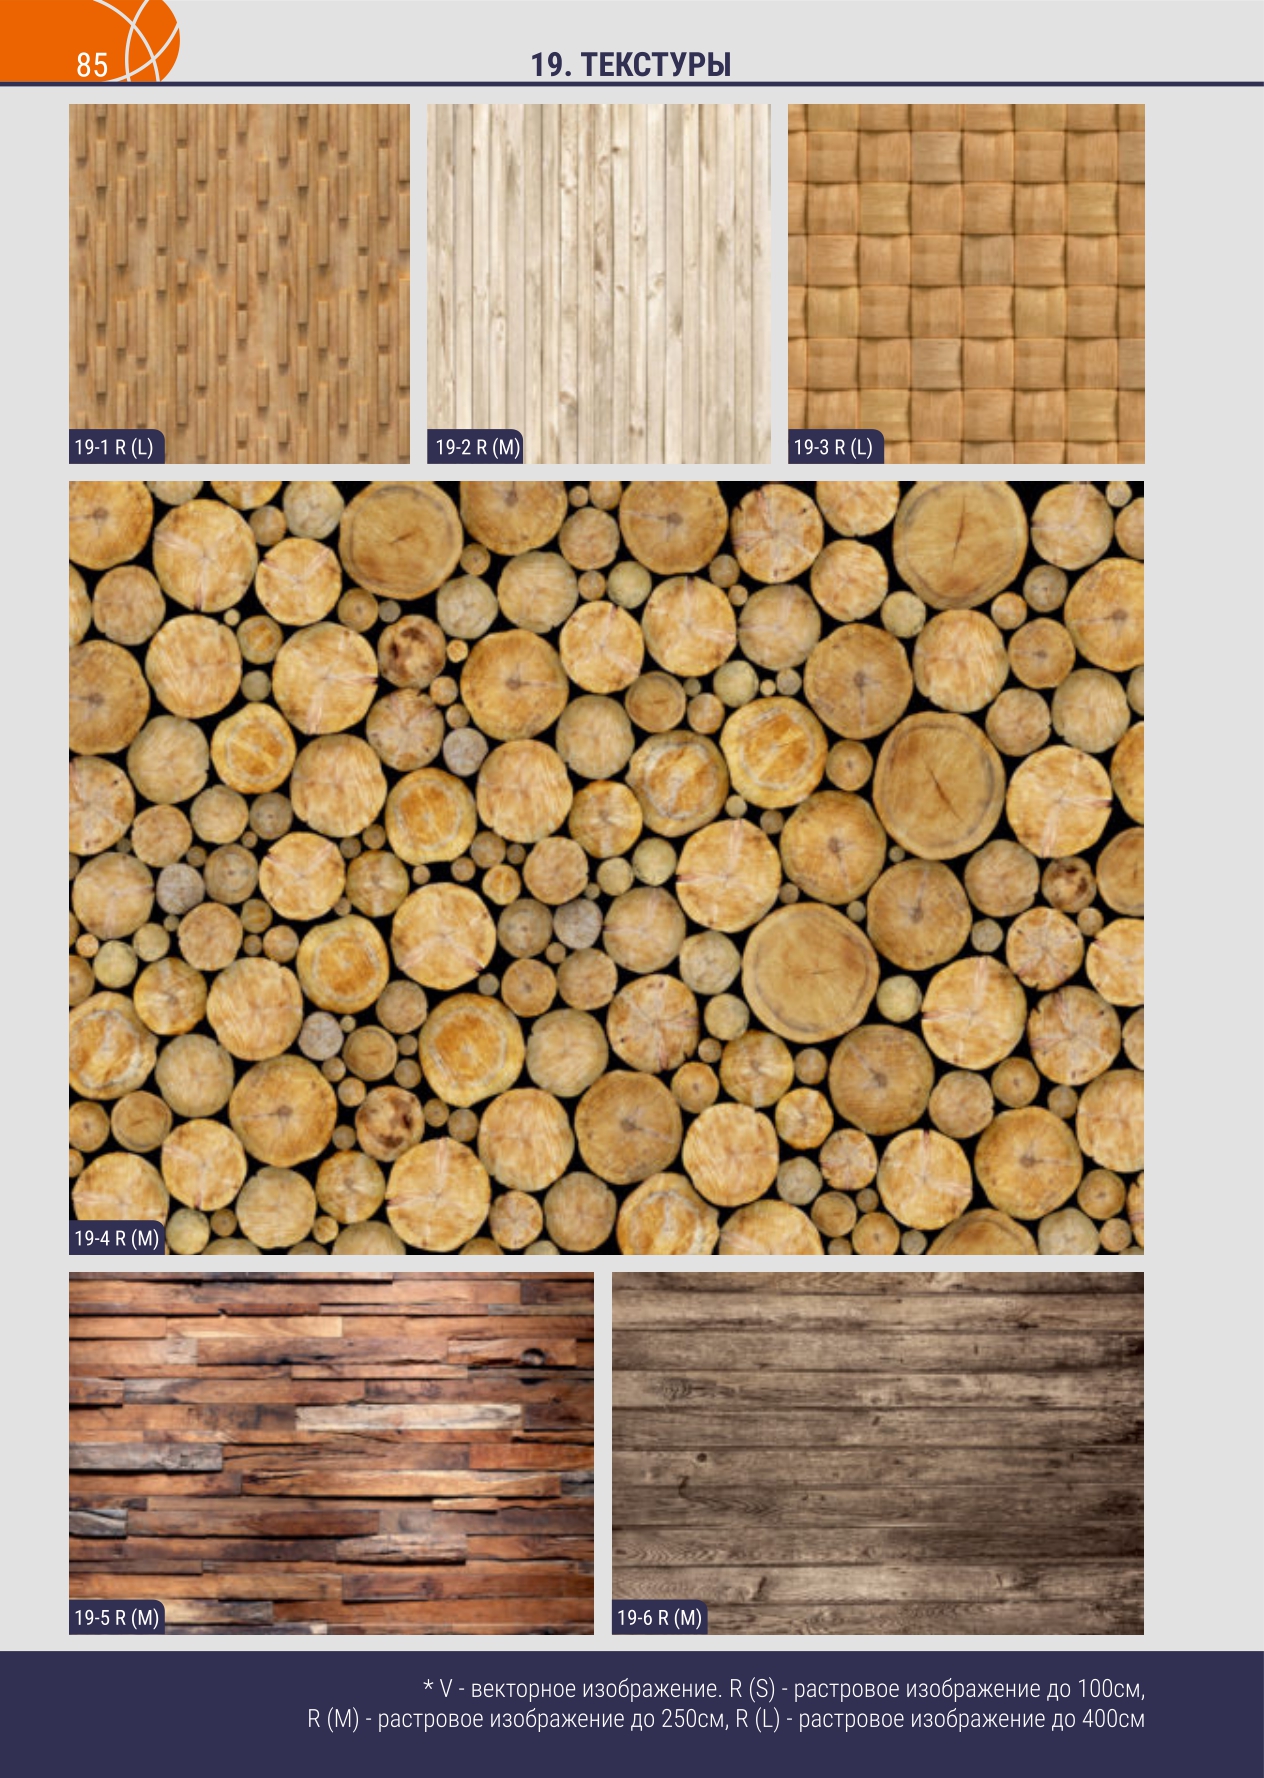 85
19. ТЕКСТУРЫ
19-1 R (L)
19-2 R (M)
19-3 R (L)
19-4 R (M)
19-5 R (M)
19-6 R (M)
* V - векторное изображение. R (S) - растровое изображение до 100см,
R (M) - растровое изображение до 250см, R (L) - растровое изображение до 400см